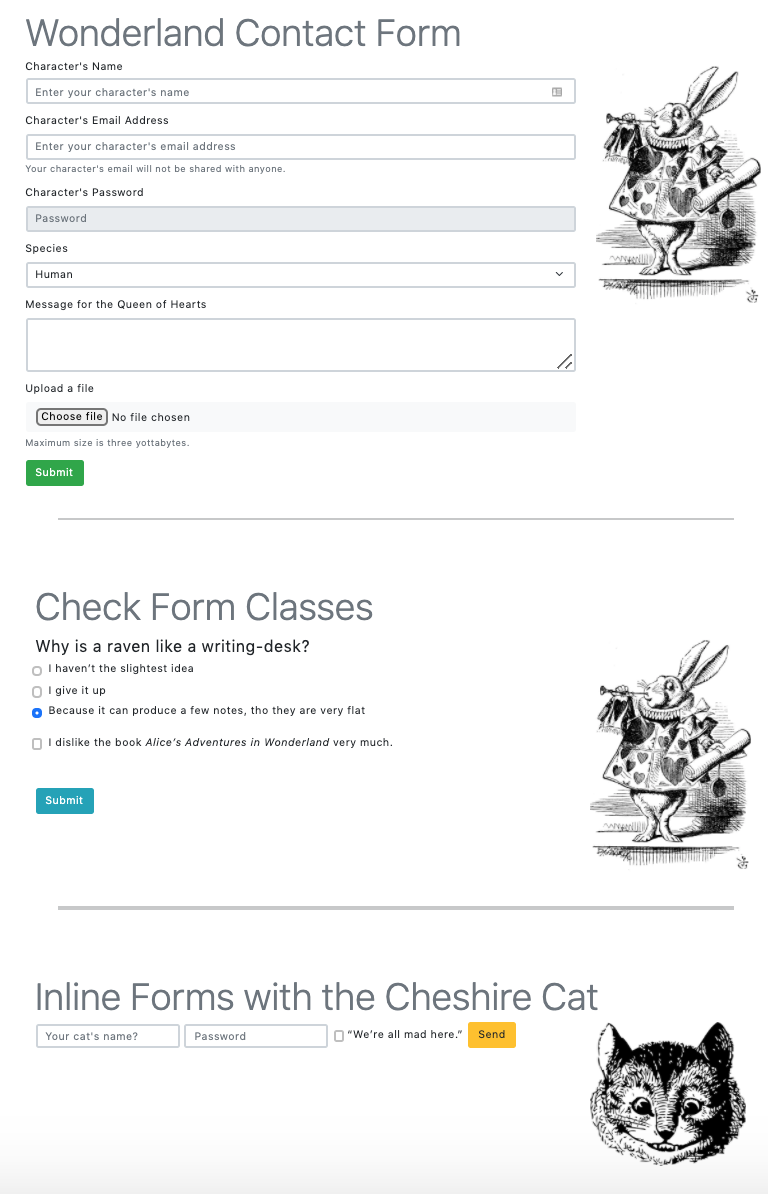 Wonderland Contact Form
Character's Name
Enter your character's name
Character's Email Address
Enter your character's email address
Your character's email will not be shared with anyone.
Character's Password
Password
Species
Human
Message for the Queen of Hearts
Upload a file
Choose file No file chosen
Maximum size is three yottabytes.
Submit
Check Form Classes
Why is a raven like a writing-desk?
I haven’t the slightest idea
I give it up
Because it can produce a few notes, tho they are very flat
I dislike the book Alice’s Adventures in Wonderland very much.
Submit
Inline Forms with the Cheshire Cat
Your cat's name? Password “We’re all mad here.” Send